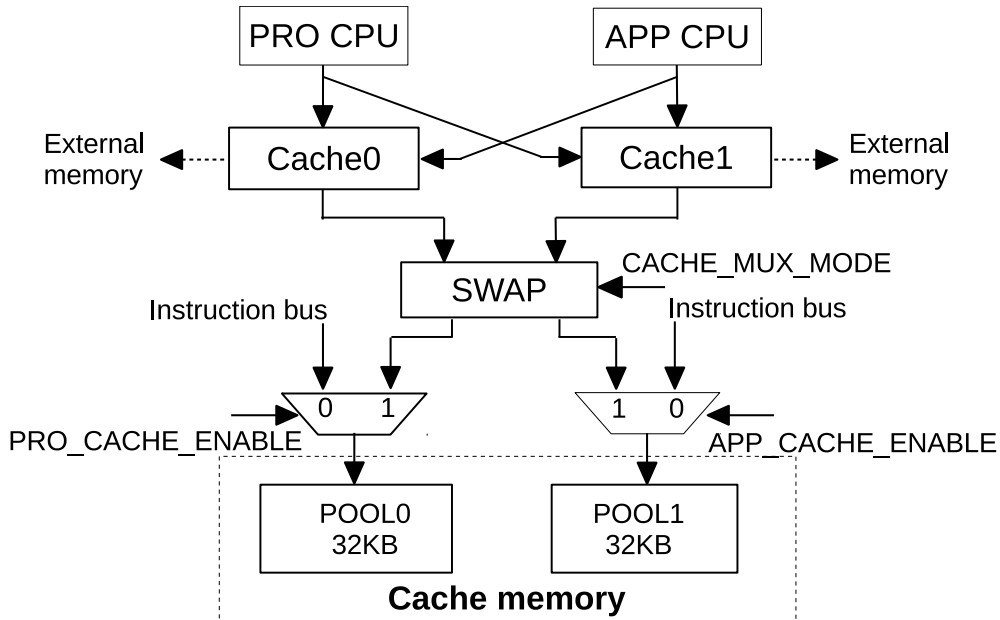 PRO CPU
APP CPU
External
memory
Cache0
Cache1
External
memory
SWAP
CACHE_MUX_MODE
Instruction bus
Instruction bus
0 1
1 0
PRO_CACHE_ENABLE
APP_CACHE_ENABLE
POOL0
32KB
POOL1
32KB
Cache memory